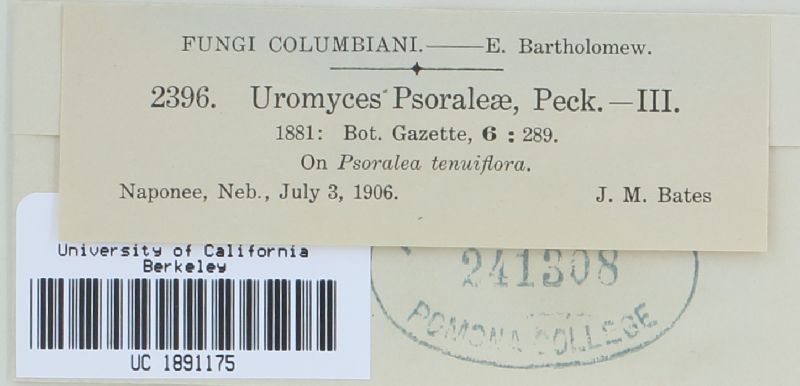 FUNGI COLUMBIANI.——E. Bartholomew.
2396. Uromyces Psoraleæ, Peck.—III.
1881: Bot. Gazette, 6 : 289.
On Psoralea tenuiflora.
Naponee, Neb., July 3, 1906. J. M. Bates
241308
POMONA COLLEGE
University of California
Berkeley
UC 1891175